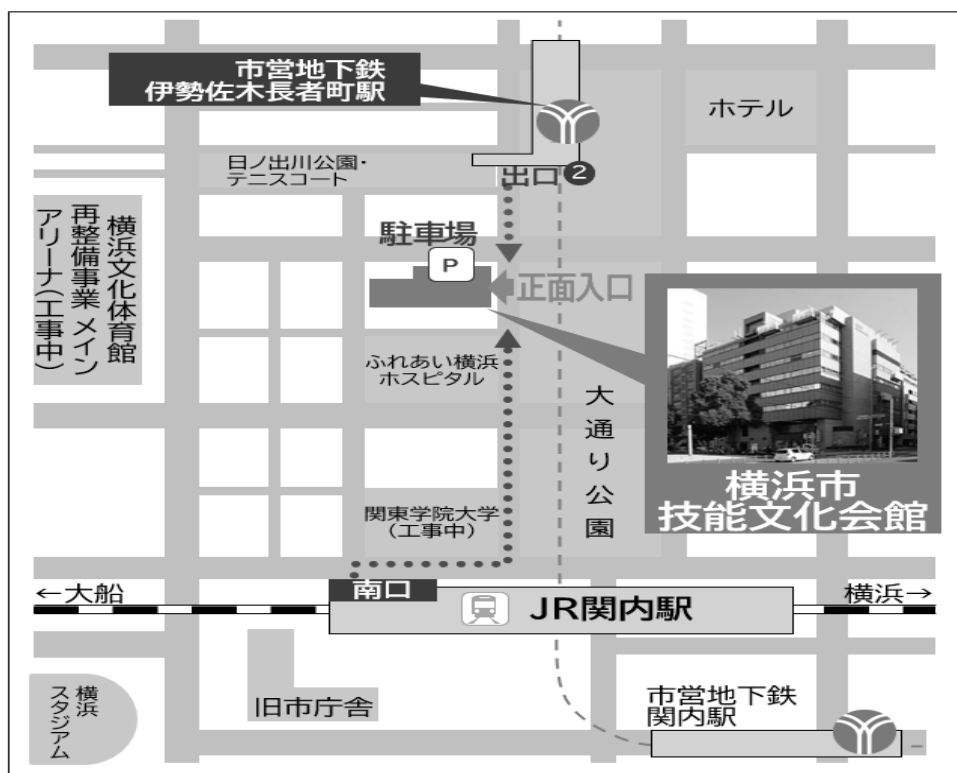 市営地下鉄
伊勢佐木長者町駅
ホテル
日ノ出川公園・
テニスコート
出口❷
駐車場
P
正面入口
横浜文化体育館
再整備事業 メイン
アリーナ(工事中)
ふれあい横浜
ホスピタル
大通り公園
横浜市
技能文化会館
関東学院大学
(工事中)
←大船
南口
JR関内駅
横浜→
横浜
スタジアム
旧市庁舎
市営地下鉄
関内駅